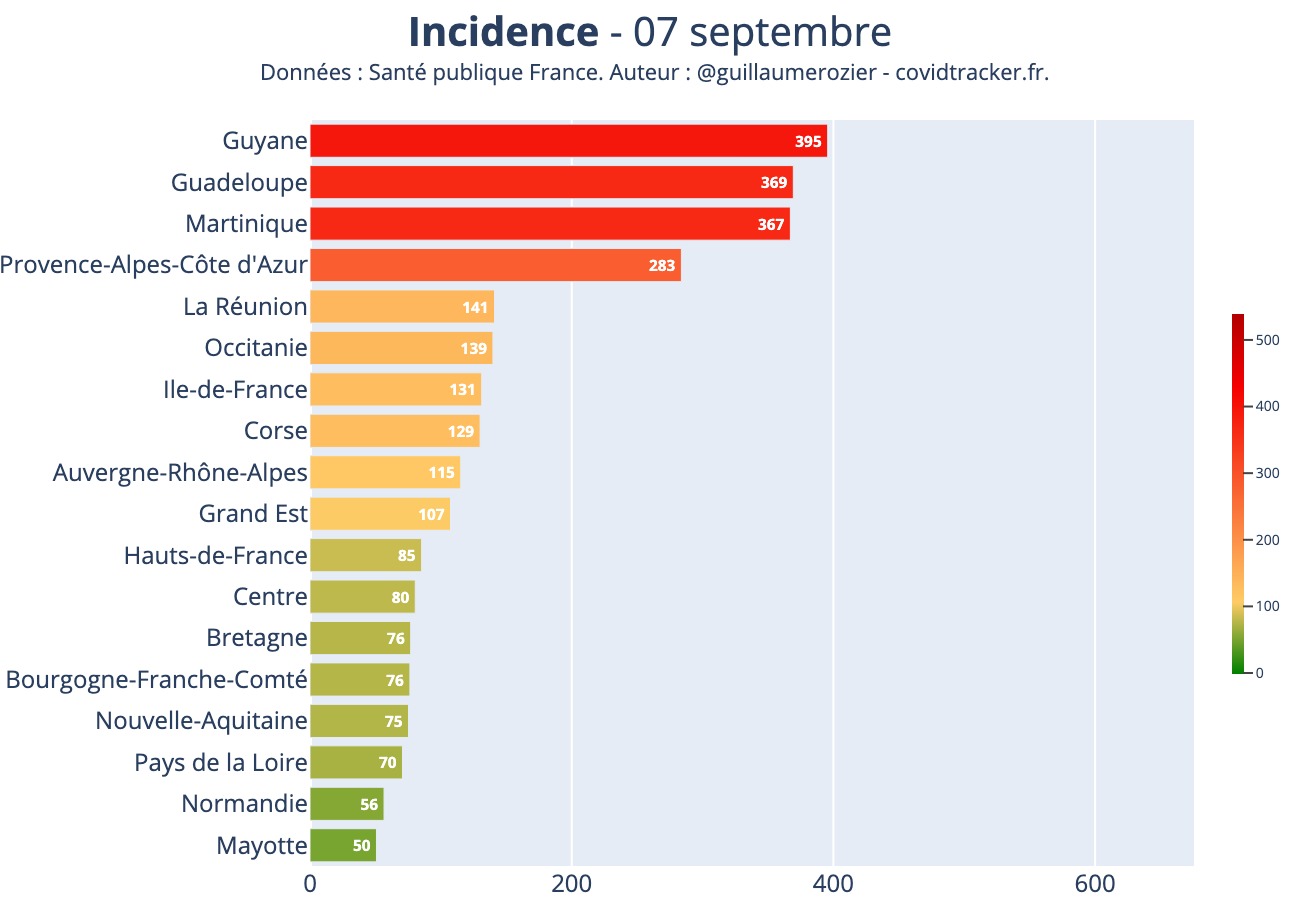 Incidence - 07 septembre
Données : Santé publique France. Auteur : @guillaumerozier - covidtracker.fr.
Guyane 395
Guadeloupe 369
Martinique 367
Provence-Alpes-Côte d'Azur 283
La Réunion 141
Occitanie 139
Ile-de-France 131
Corse 129
Auvergne-Rhône-Alpes 115
Grand Est 107
Hauts-de-France 85
Centre 80
Bretagne 76
Bourgogne-Franche-Comté 76
Nouvelle-Aquitaine 75
Pays de la Loire 70
Normandie 56
Mayotte 50
0 200 400 600
500
400
300
200
100
0